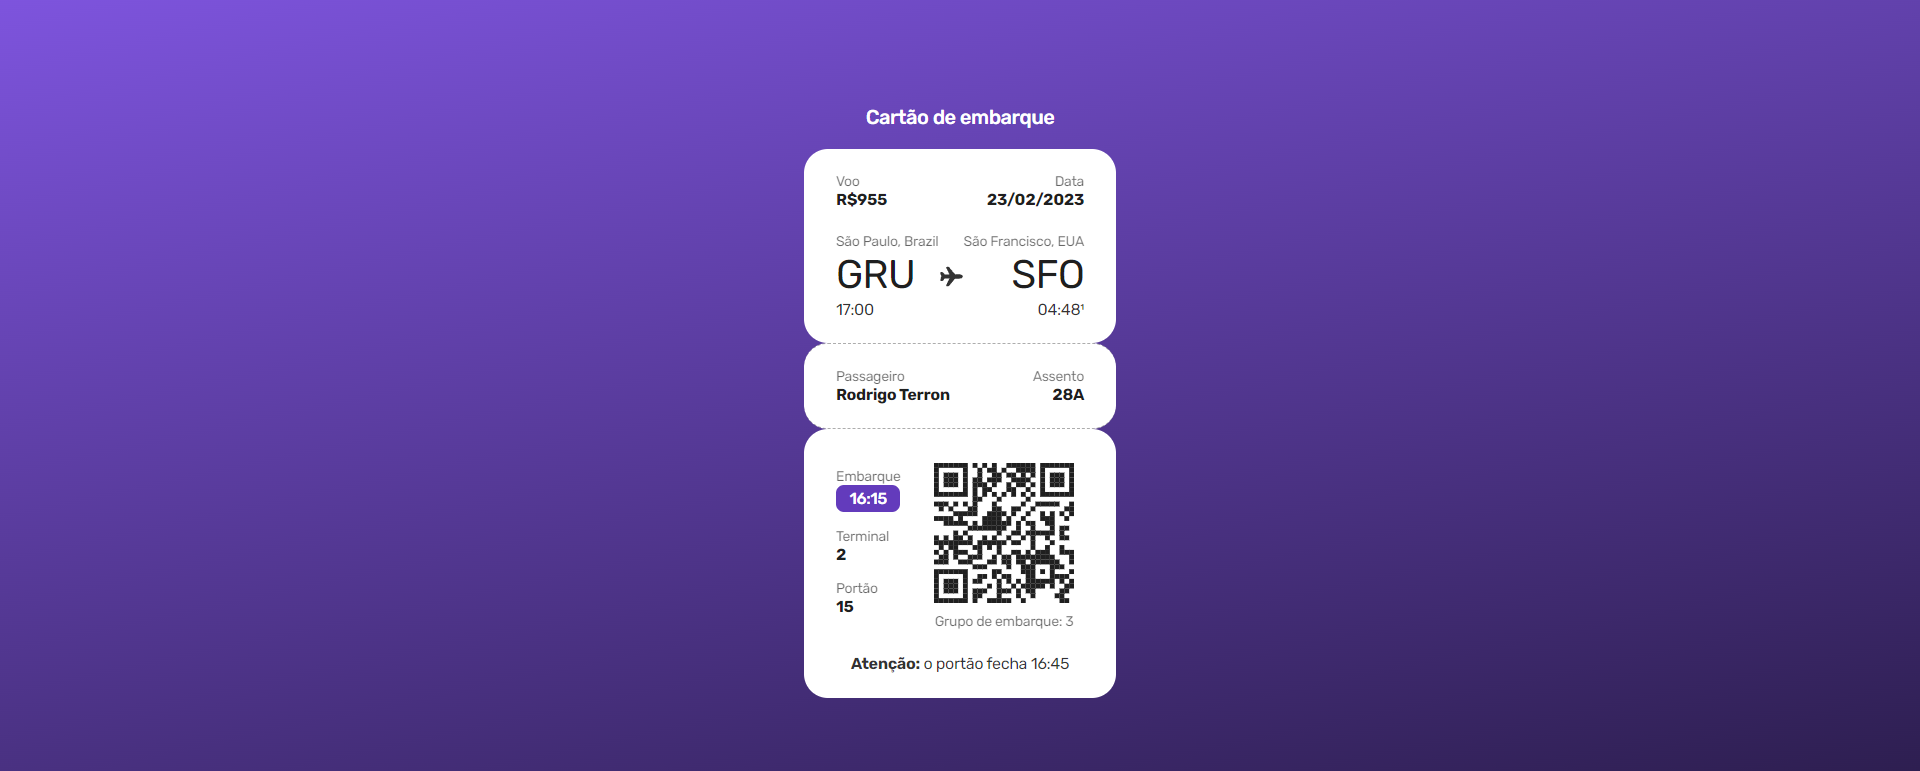 Cartão de embarque
Voo Data
R$955 23/02/2023
São Paulo, Brazil São Francisco, EUA
GRU SFO
17:00 04:48¹
Passageiro Assento
Rodrigo Terron 28A
Embarque
16:15
Terminal
2
Portão
15
Grupo de embarque: 3
Atenção: o portão fecha 16:45